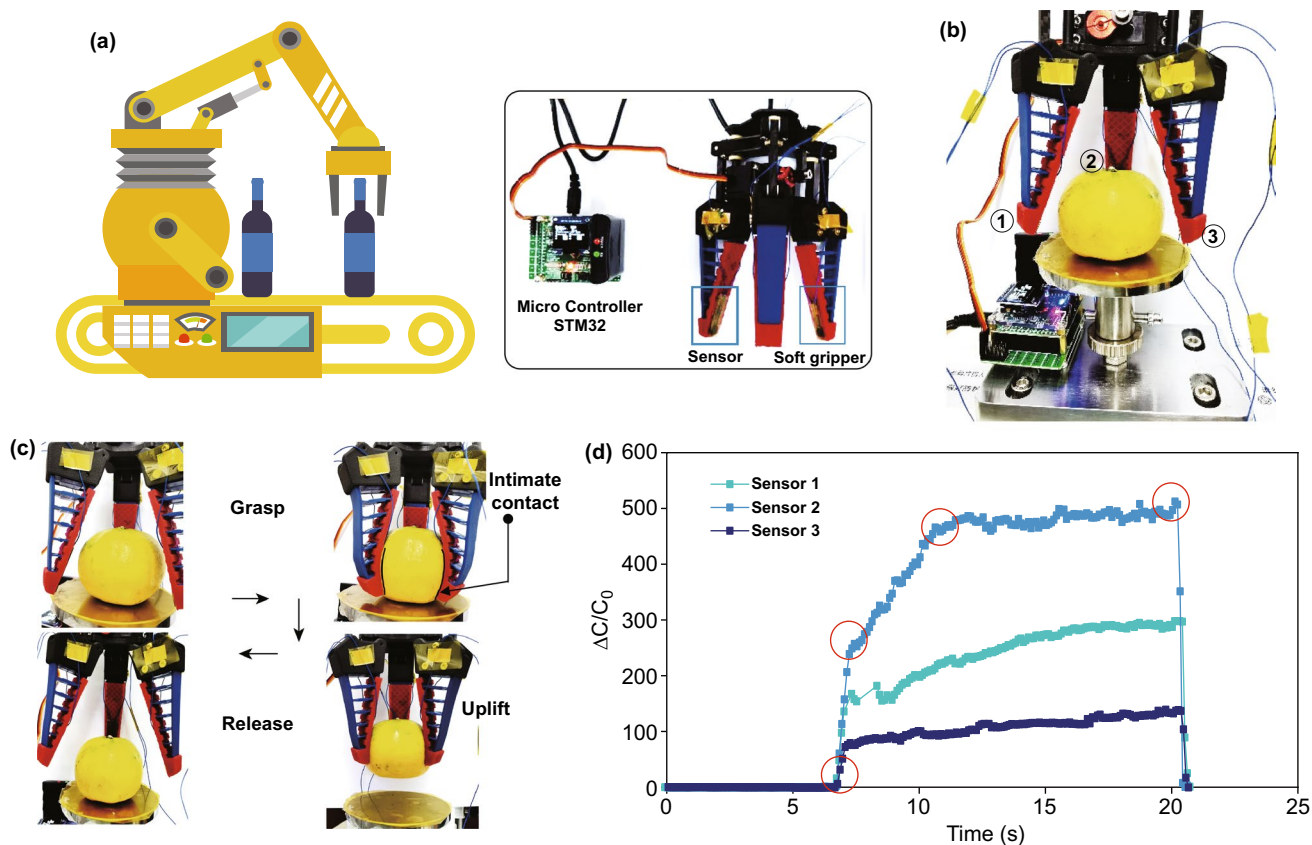 (a)
Micro Controller
STM32
Sensor
Soft gripper
(b)
①
②
③
(c)
Grasp
Intimate
contact
Release
Uplift
(d)
Sensor 1
Sensor 2
Sensor 3
600
500
400
300
200
100
0
ΔC/C₀
0
5
10
15
20
25
Time (s)